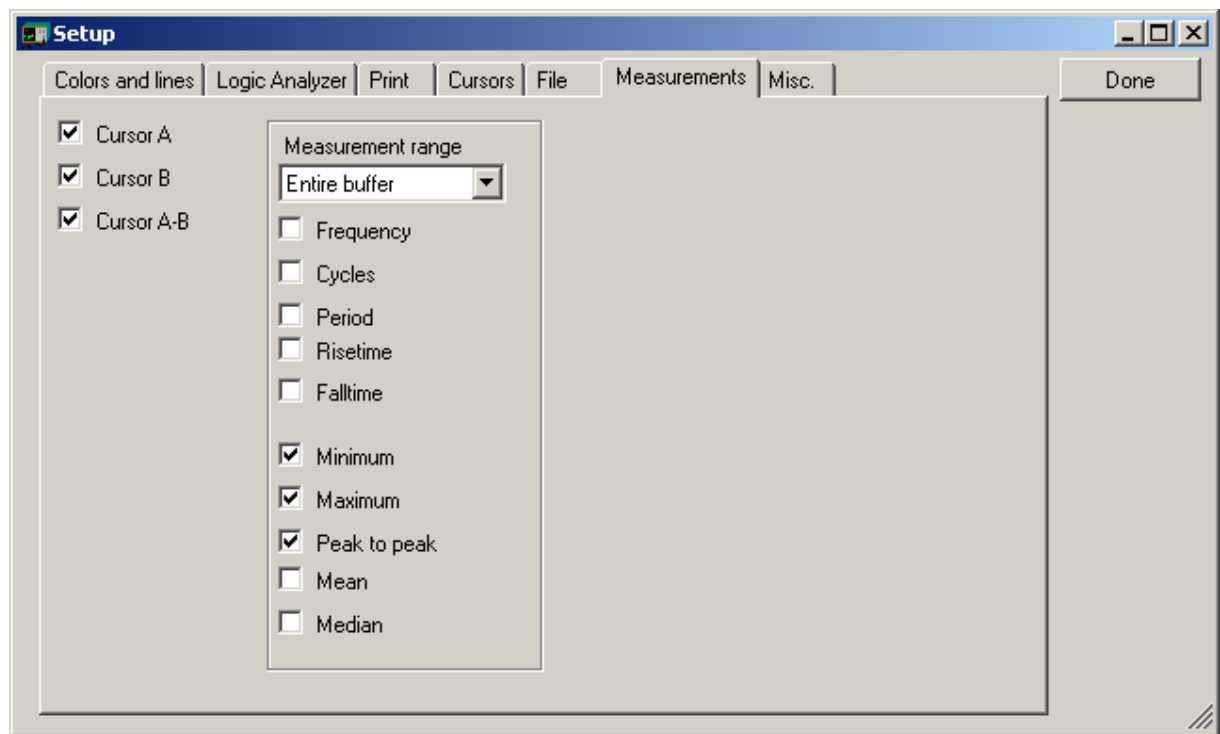 Setup
Colors and lines Logic Analyzer Print Cursors File Measurements Misc. Done
Cursor A
Cursor B
Cursor A-B
Measurement range
Entire buffer
Frequency
Cycles
Period
Risetime
Falltime
Minimum
Maximum
Peak to peak
Mean
Median